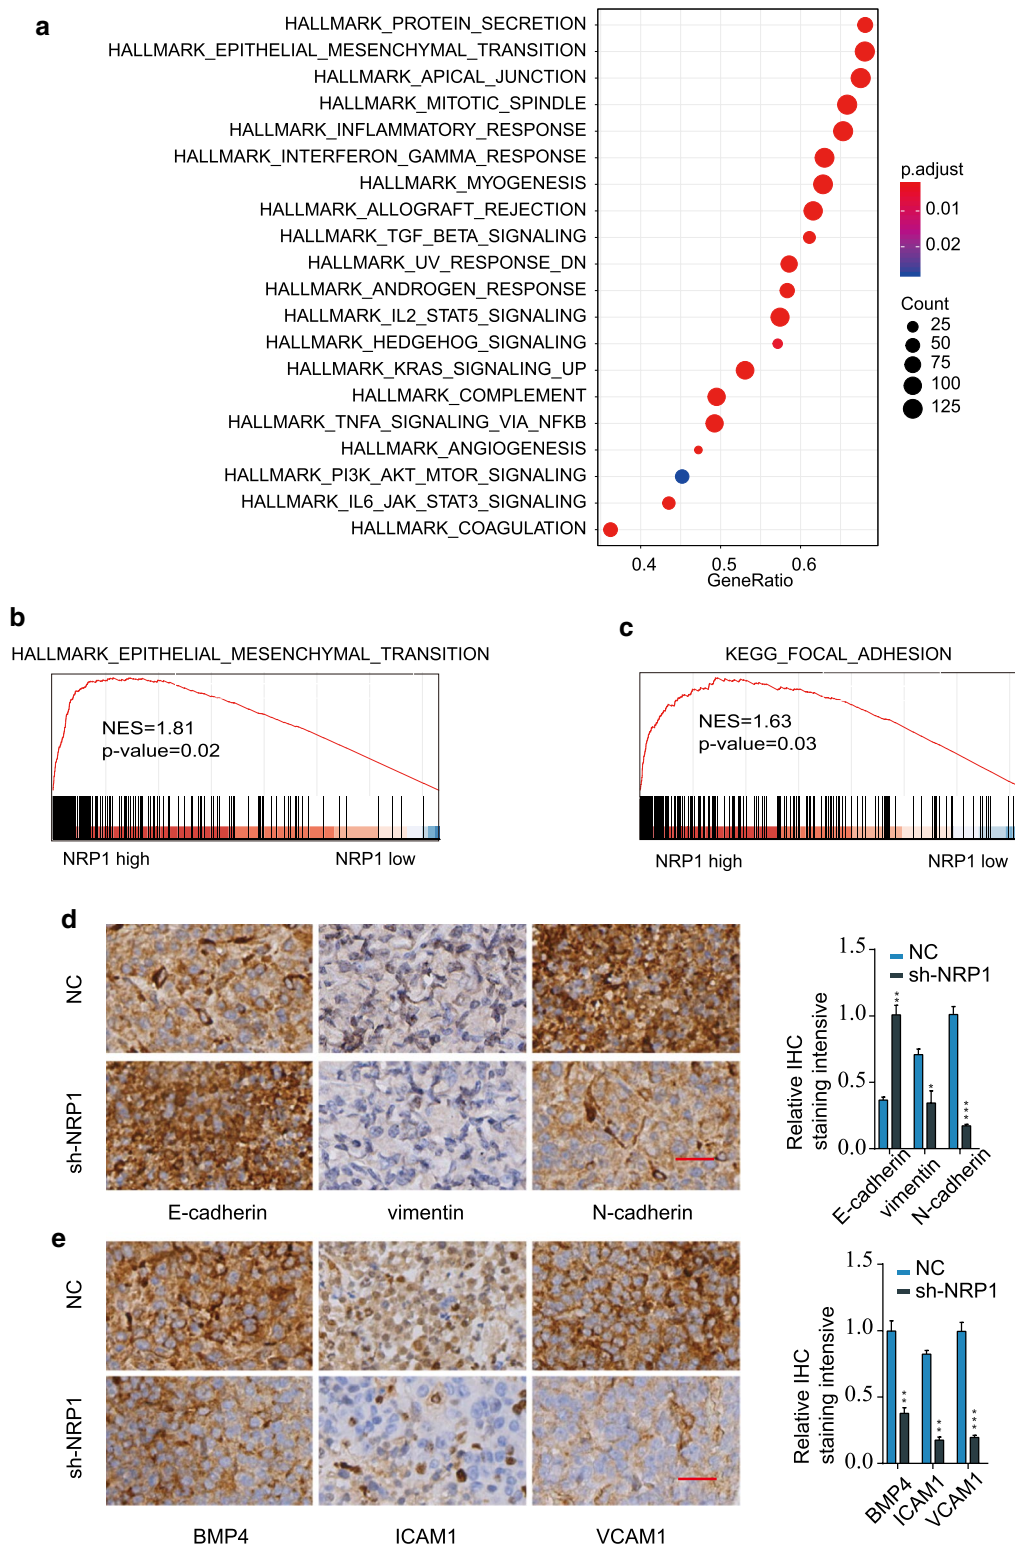 a
HALLMARK_PROTEIN_SECRETION
HALLMARK_EPITHELIAL_MESENCHYMAL_TRANSITION
HALLMARK_APICAL_JUNCTION
HALLMARK_MITOTIC_SPINDLE
HALLMARK_INFLAMMATORY_RESPONSE
HALLMARK_INTERFERON_GAMMA_RESPONSE
HALLMARK_MYOGENESIS
HALLMARK_ALLOGRAFT_REJECTION
HALLMARK_TGF_BETA_SIGNALING
HALLMARK_UV_RESPONSE_DN
HALLMARK_ANDROGEN_RESPONSE
HALLMARK_IL2_STAT5_SIGNALING
HALLMARK_HEDGEHOG_SIGNALING
HALLMARK_KRAS_SIGNALING_UP
HALLMARK_COMPLEMENT
HALLMARK_TNFA_SIGNALING_VIA_NFKB
HALLMARK_ANGIOGENESIS
HALLMARK_PI3K_AKT_MTOR_SIGNALING
HALLMARK_IL6_JAK_STAT3_SIGNALING
HALLMARK_COAGULATION
0.4 0.5 0.6
GeneRatio
p.adjust
0.01
0.02
Count
25
50
75
100
125
b
HALLMARK_EPITHELIAL_MESENCHYMAL_TRANSITION
NES=1.81
p-value=0.02
NRP1 high NRP1 low
c
KEGG_FOCAL_ADHESION
NES=1.63
p-value=0.03
NRP1 high NRP1 low
d
NC
sh-NRP1
E-cadherin vimentin N-cadherin
Relative IHC
staining intensive
1.5
1.0
0.5
0.0
NC
sh-NRP1
**
*
***
E-cadherin
vimentin
N-cadherin
e
NC
sh-NRP1
BMP4 ICAM1 VCAM1
Relative IHC
staining intensive
1.5
1.0
0.5
0.0
NC
sh-NRP1
**
**
***
BMP4
ICAM1
VCAM1